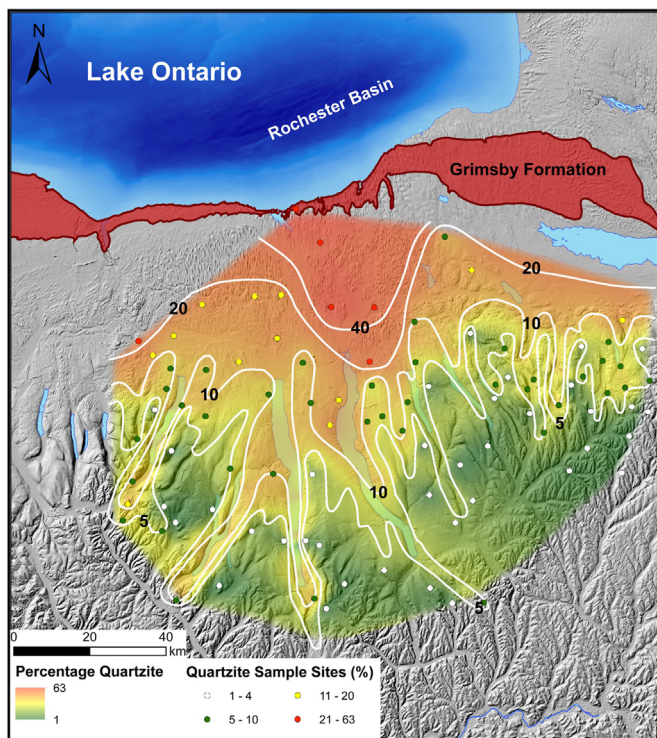 N
Lake Ontario
Rochester Basin
Grimsby Formation
20
20
40
10
10
5
10
5
5
0 20 40
km
Percentage Quartzite
63
1
Quartzite Sample Sites (%)
1 - 4
11 - 20
5 - 10
21 - 63